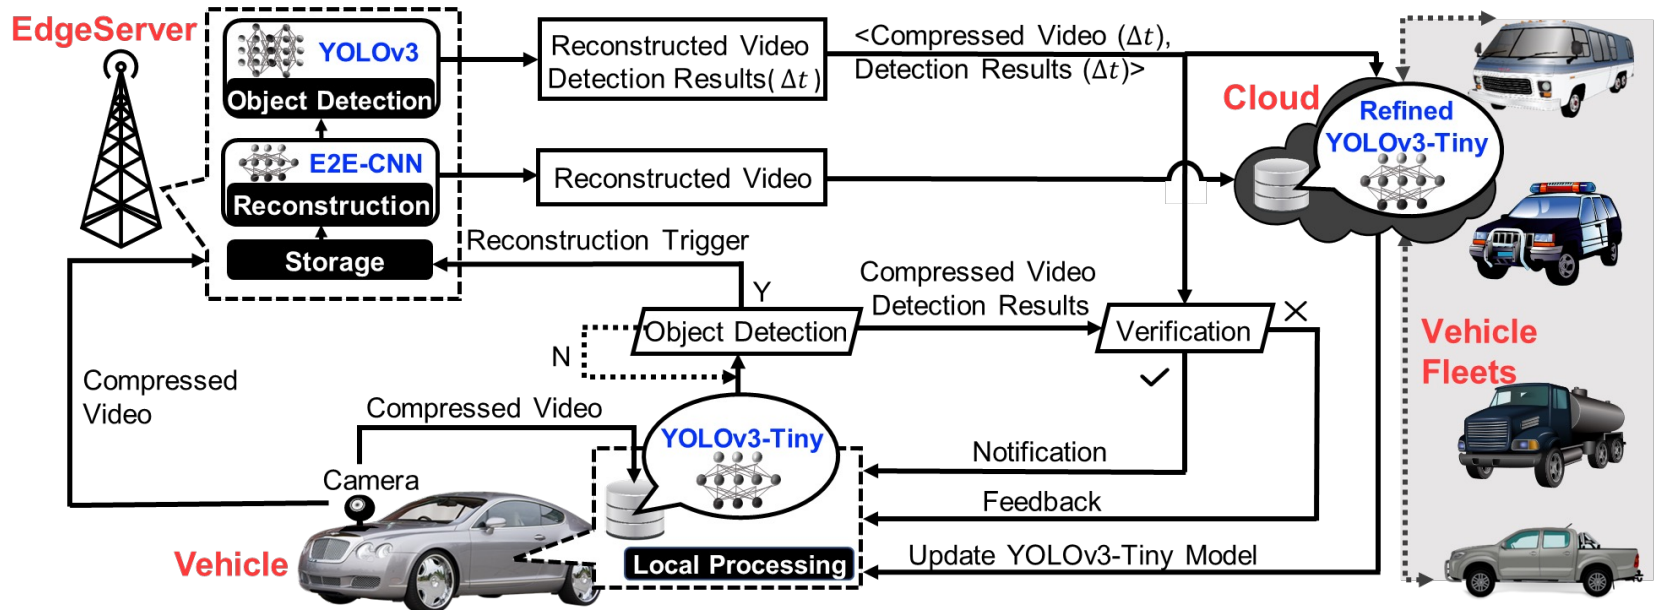 EdgeServer
YOLOv3
Object Detection
E2E-CNN
Reconstruction
Storage
Reconstructed Video
Detection Results(Δt)
Reconstructed Video
<Compressed Video (Δt),
Detection Results (Δt)>
Cloud
Refined
YOLOv3-Tiny
Reconstruction Trigger
Y
Object Detection
N
Compressed Video
Detection Results
Verification
Vehicle
Fleets
Compressed
Video
Compressed Video
Camera
YOLOv3-Tiny
Notification
Feedback
Vehicle
Local Processing
Update YOLOv3-Tiny Model